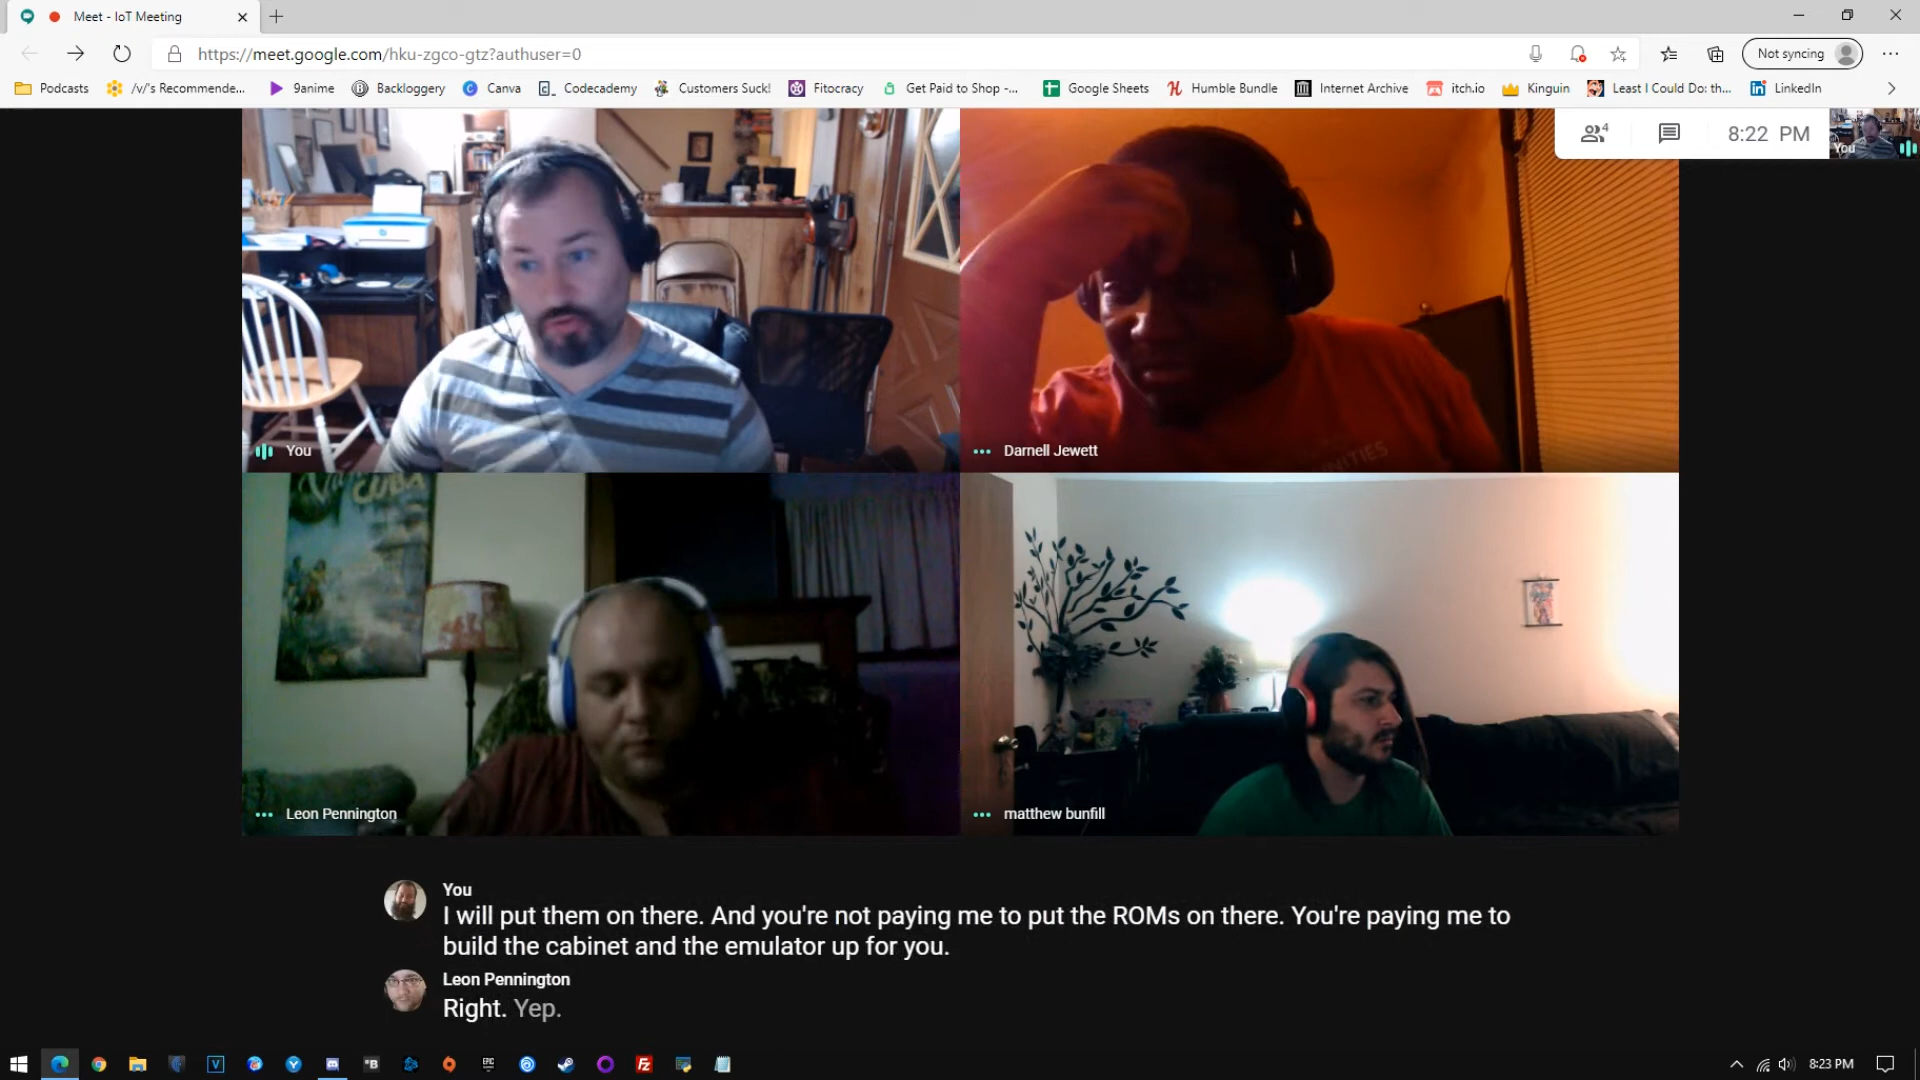 Meet - IoT Meeting
https://meet.google.com/hku-zgco-gtz?authuser=0
Not syncing
Podcasts
/v/'s Recommende...
9anime
Backloggery
Canva
Codecademy
Customers Suck!
Fitocracy
Get Paid to Shop -...
Google Sheets
Humble Bundle
Internet Archive
itch.io
Kinguin
Least I Could Do: th...
LinkedIn
4
8:22 PM
You
CUBA
NITIES
You
Darnell Jewett
Leon Pennington
matthew bunfill
You
I will put them on there. And you're not paying me to put the ROMs on there. You're paying me to
build the cabinet and the emulator up for you.
Leon Pennington
Right. Yep.
8:23 PM